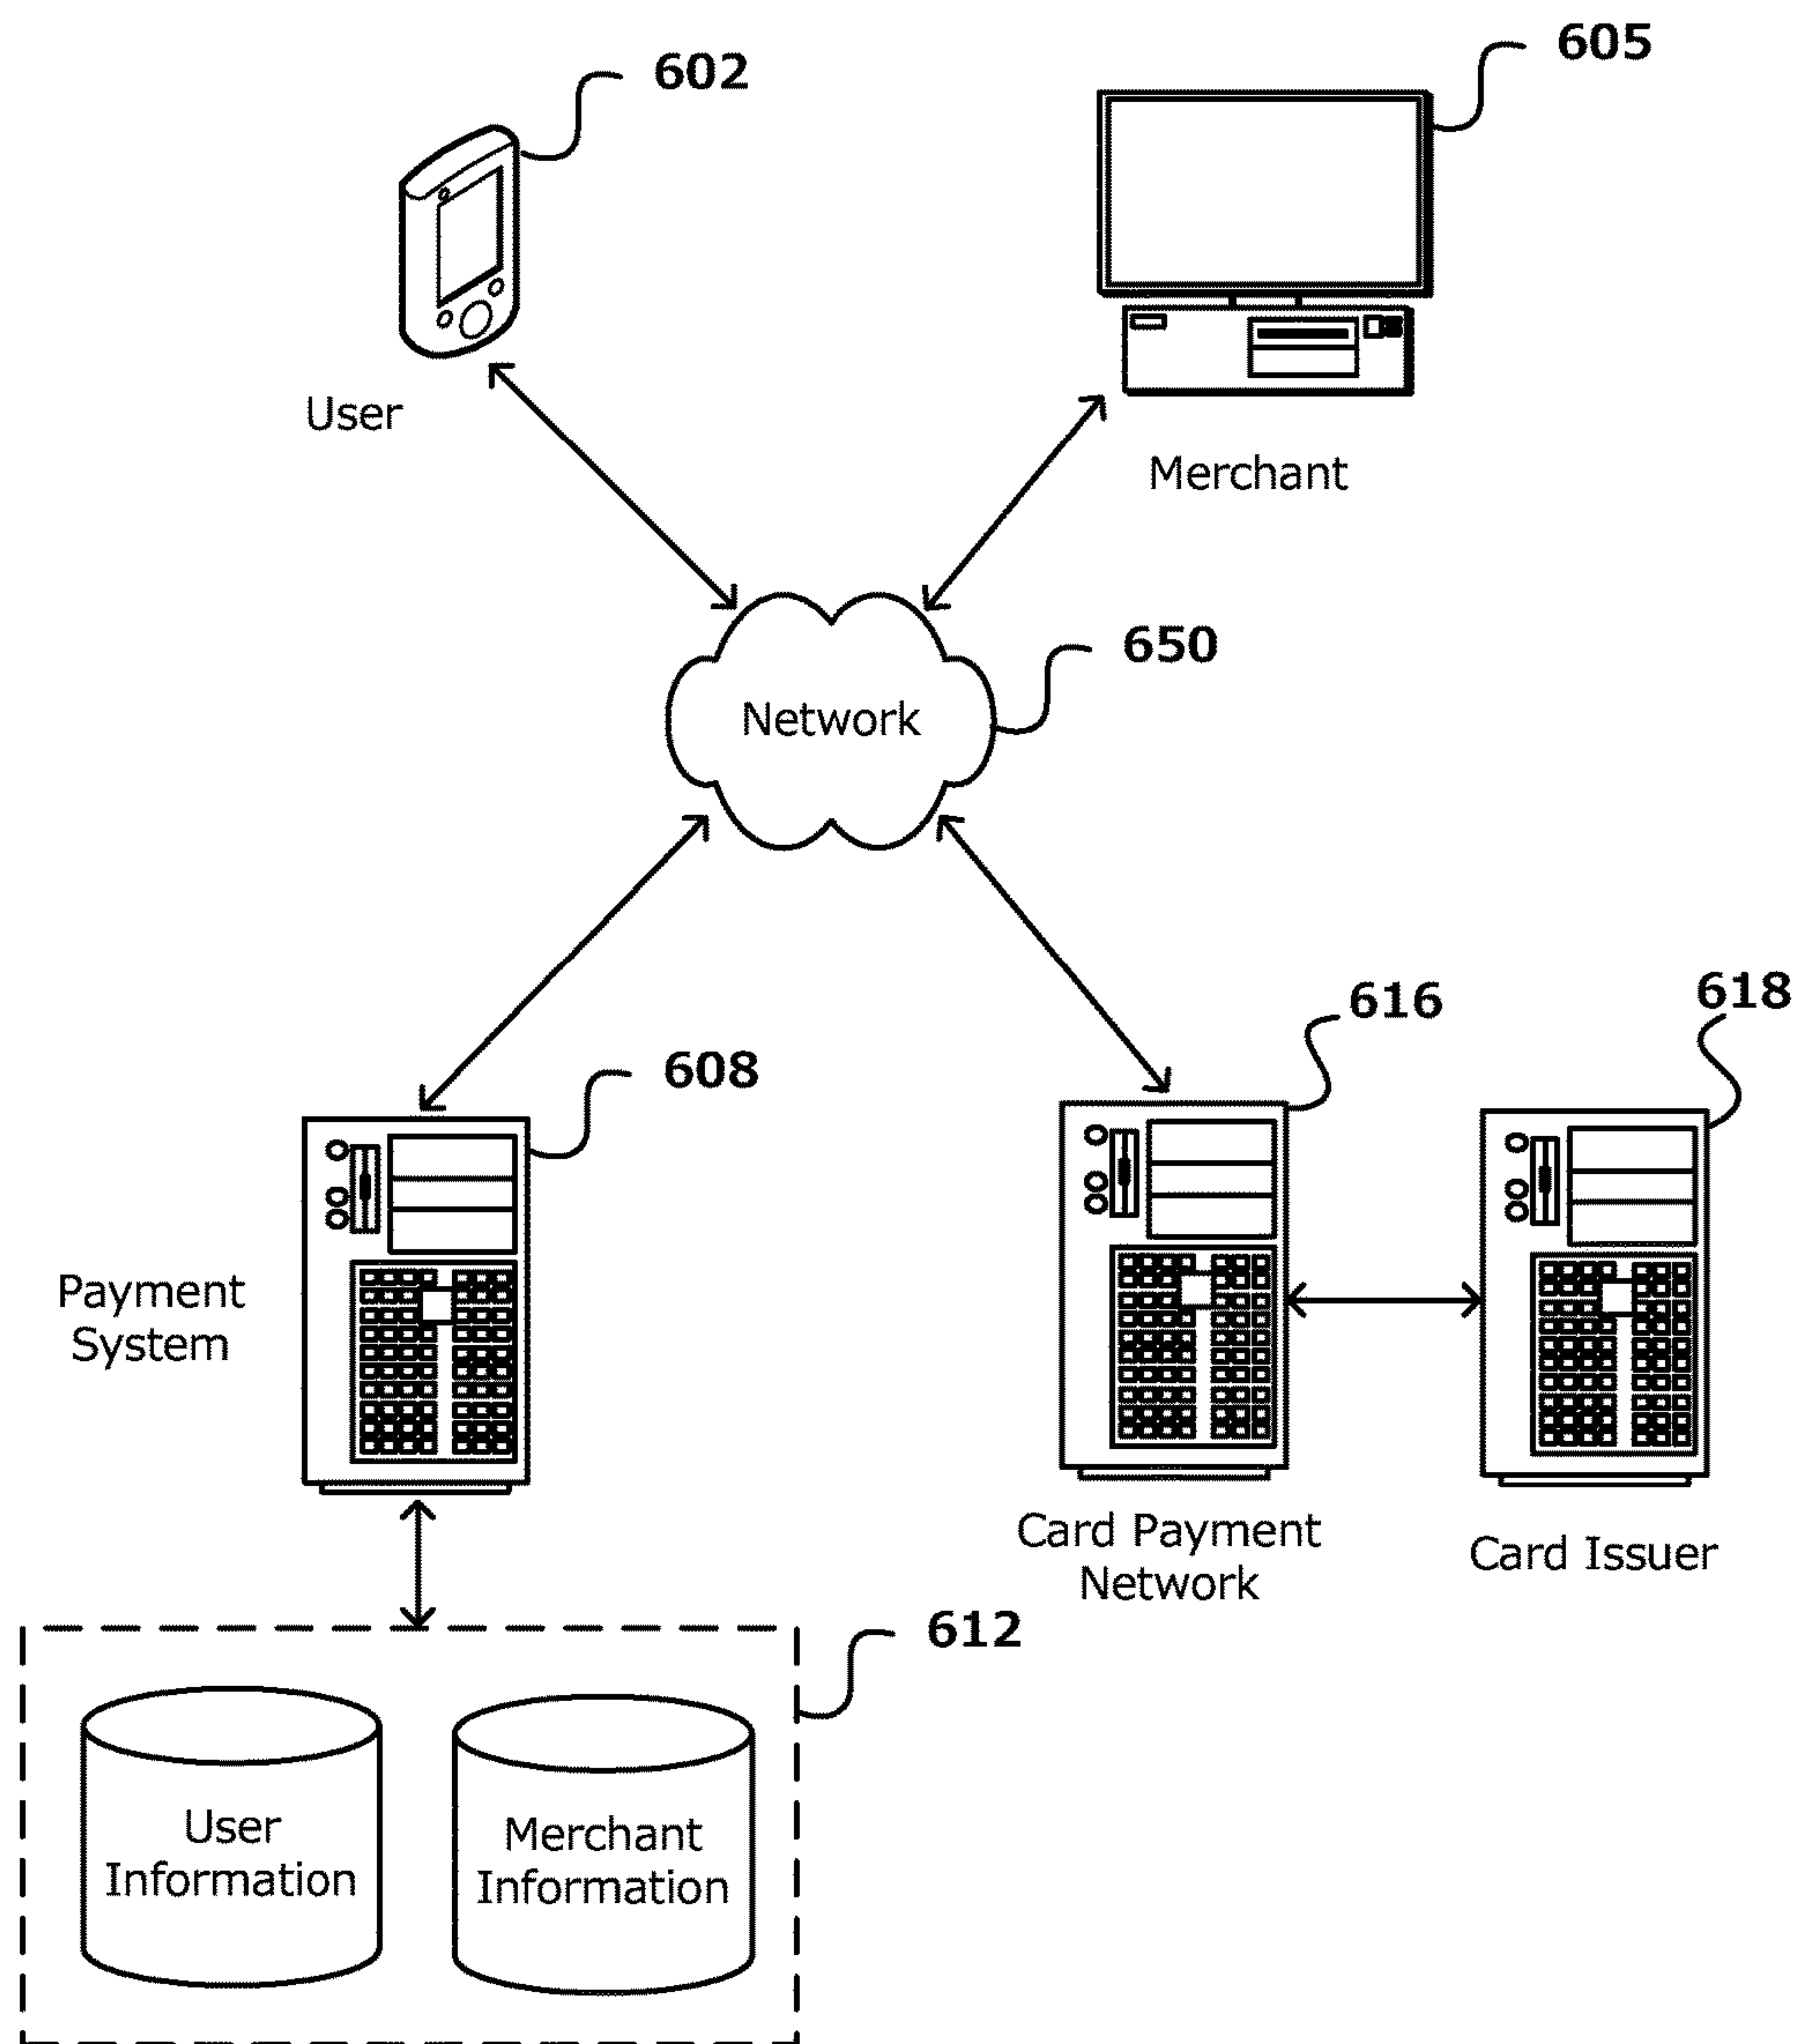 602
605
User
Merchant
650
Network
616
618
608
Payment
System
Card Payment
Network
Card Issuer
612
User
Information
Merchant
Information